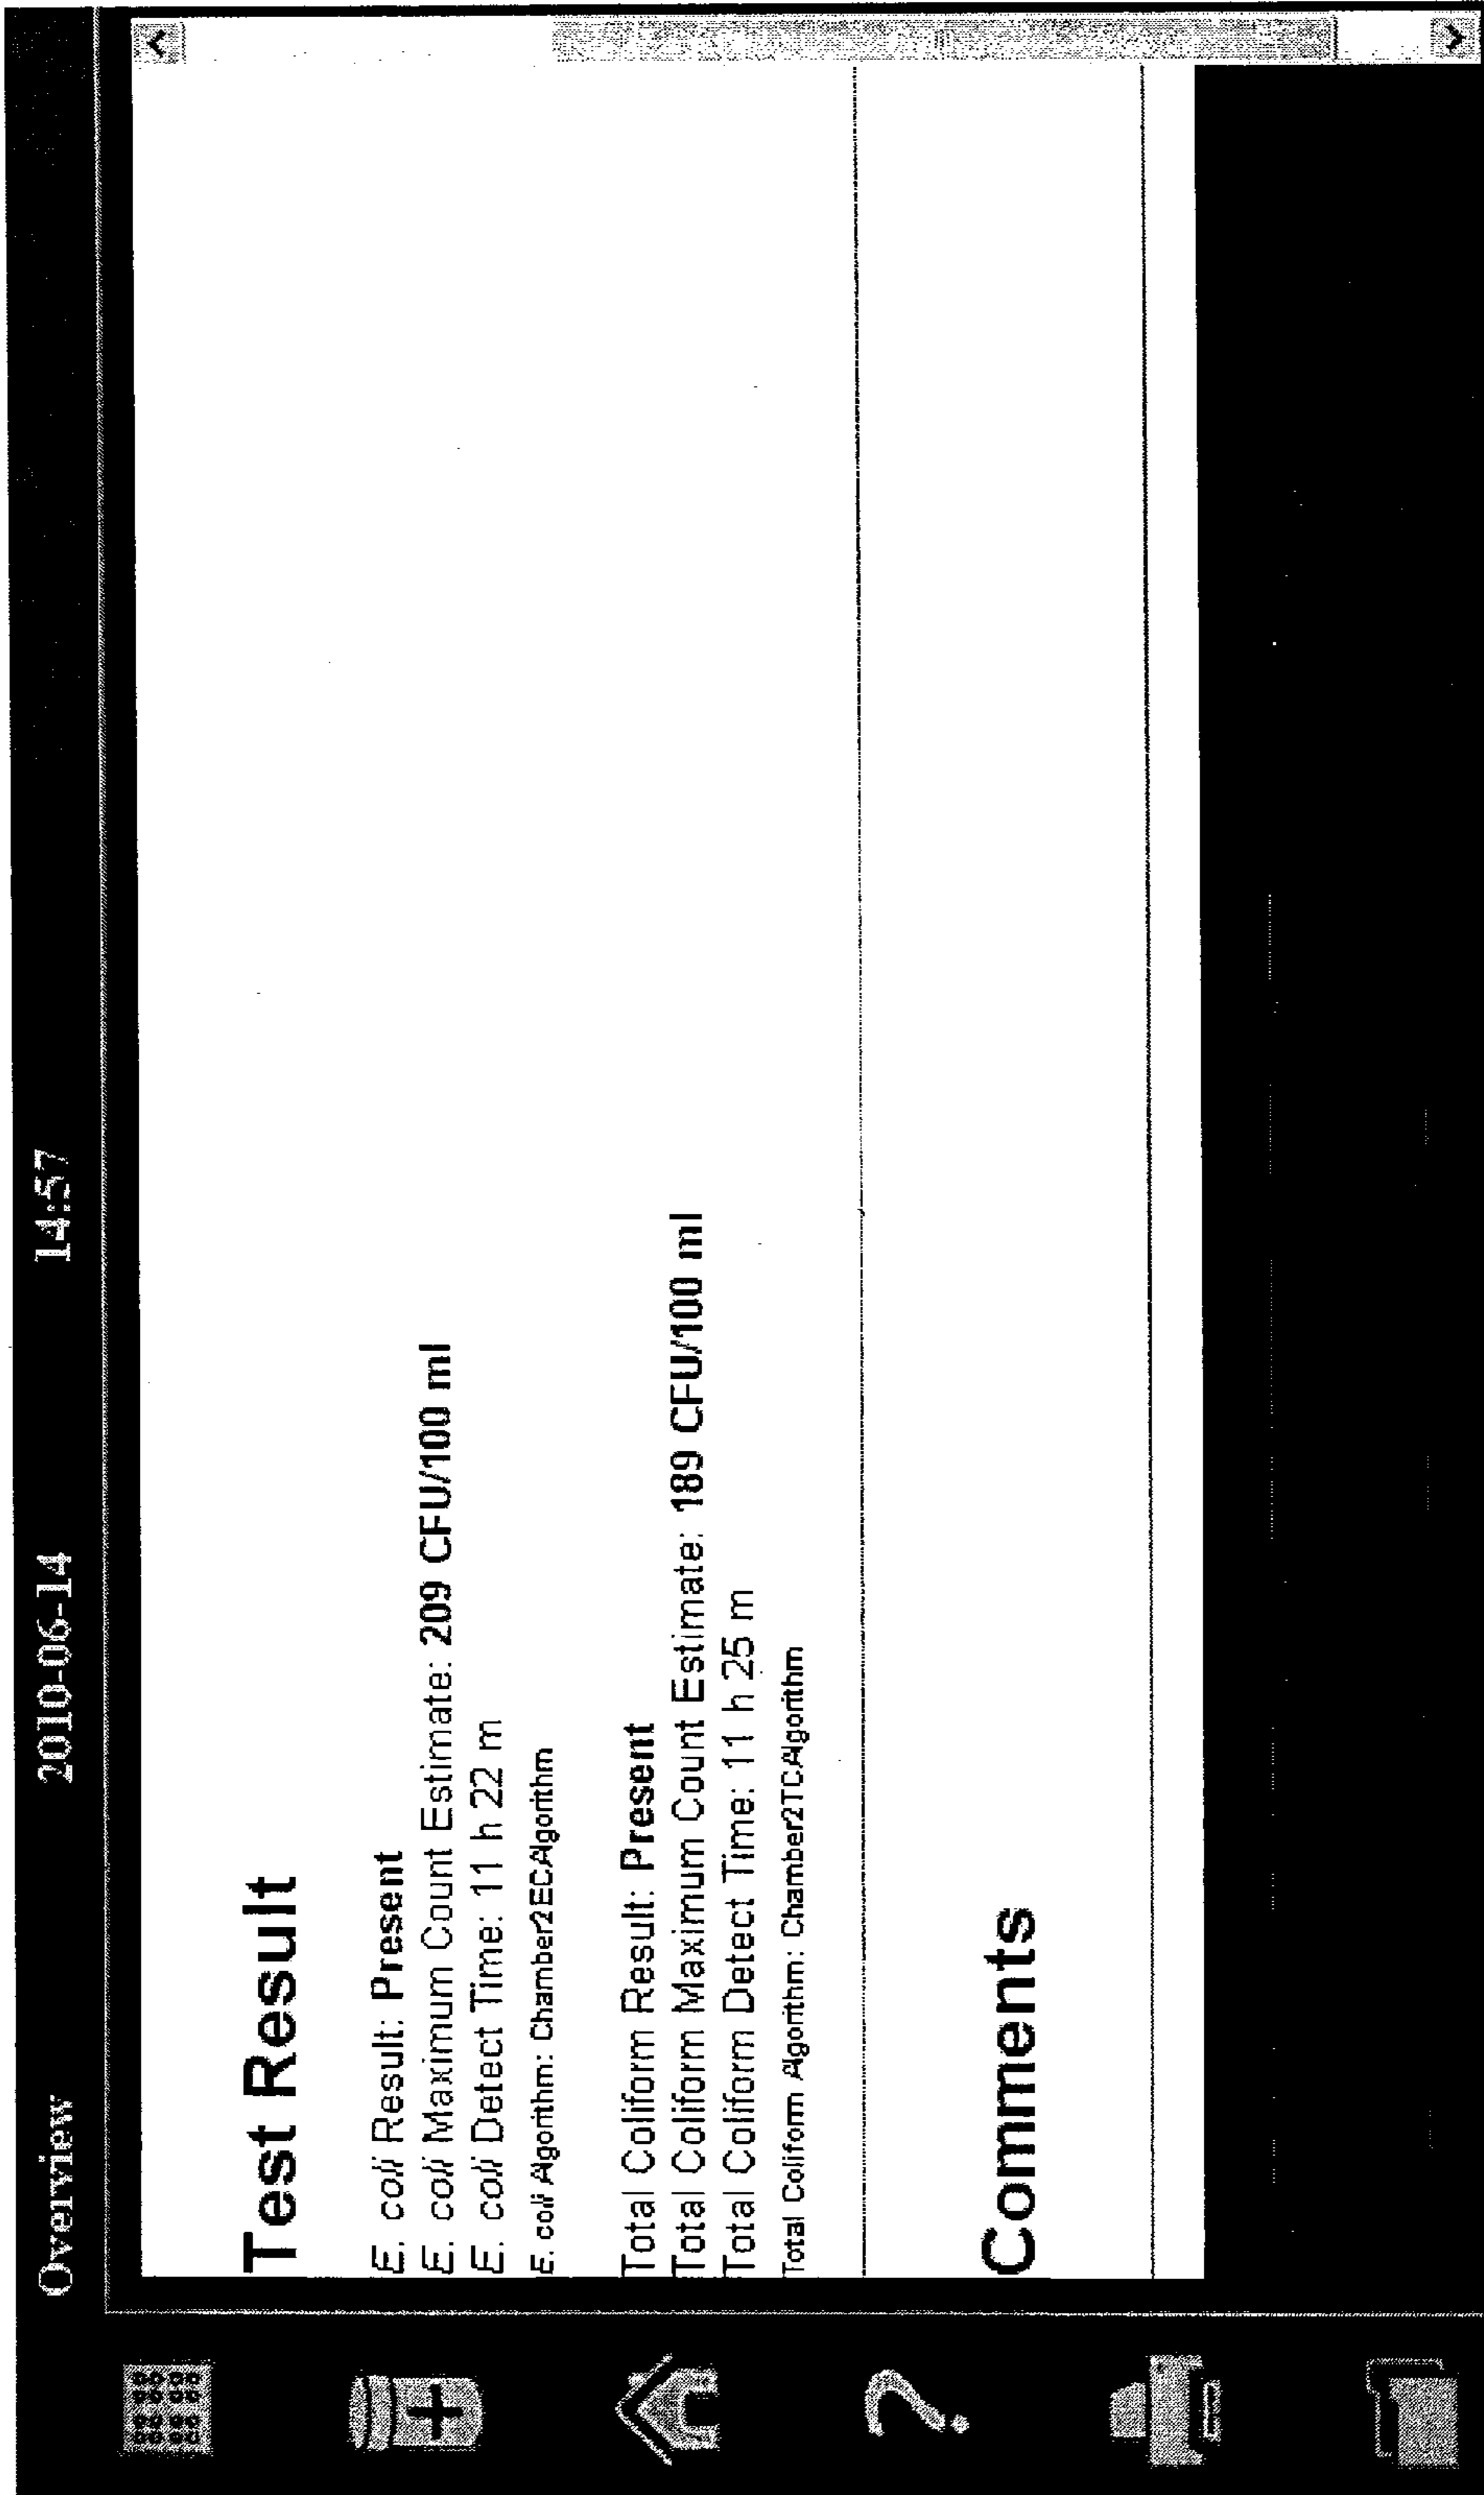 Overview 2010-06-14 14:57
Test Result
E. coli Result: Present
E. coli Maximum Count Estimate: 209 CFU/100 ml
E. coli Detect Time: 11 h 22 m
E. coli Algorithm: Chamber2ECAlgorithm
Total Coliform Result: Present
Total Coliform Maximum Count Estimate: 189 CFU/100 ml
Total Coliform Detect Time: 11 h 25 m
Total Coliform Algorithm: Chamber2TCAlgorithm
Comments